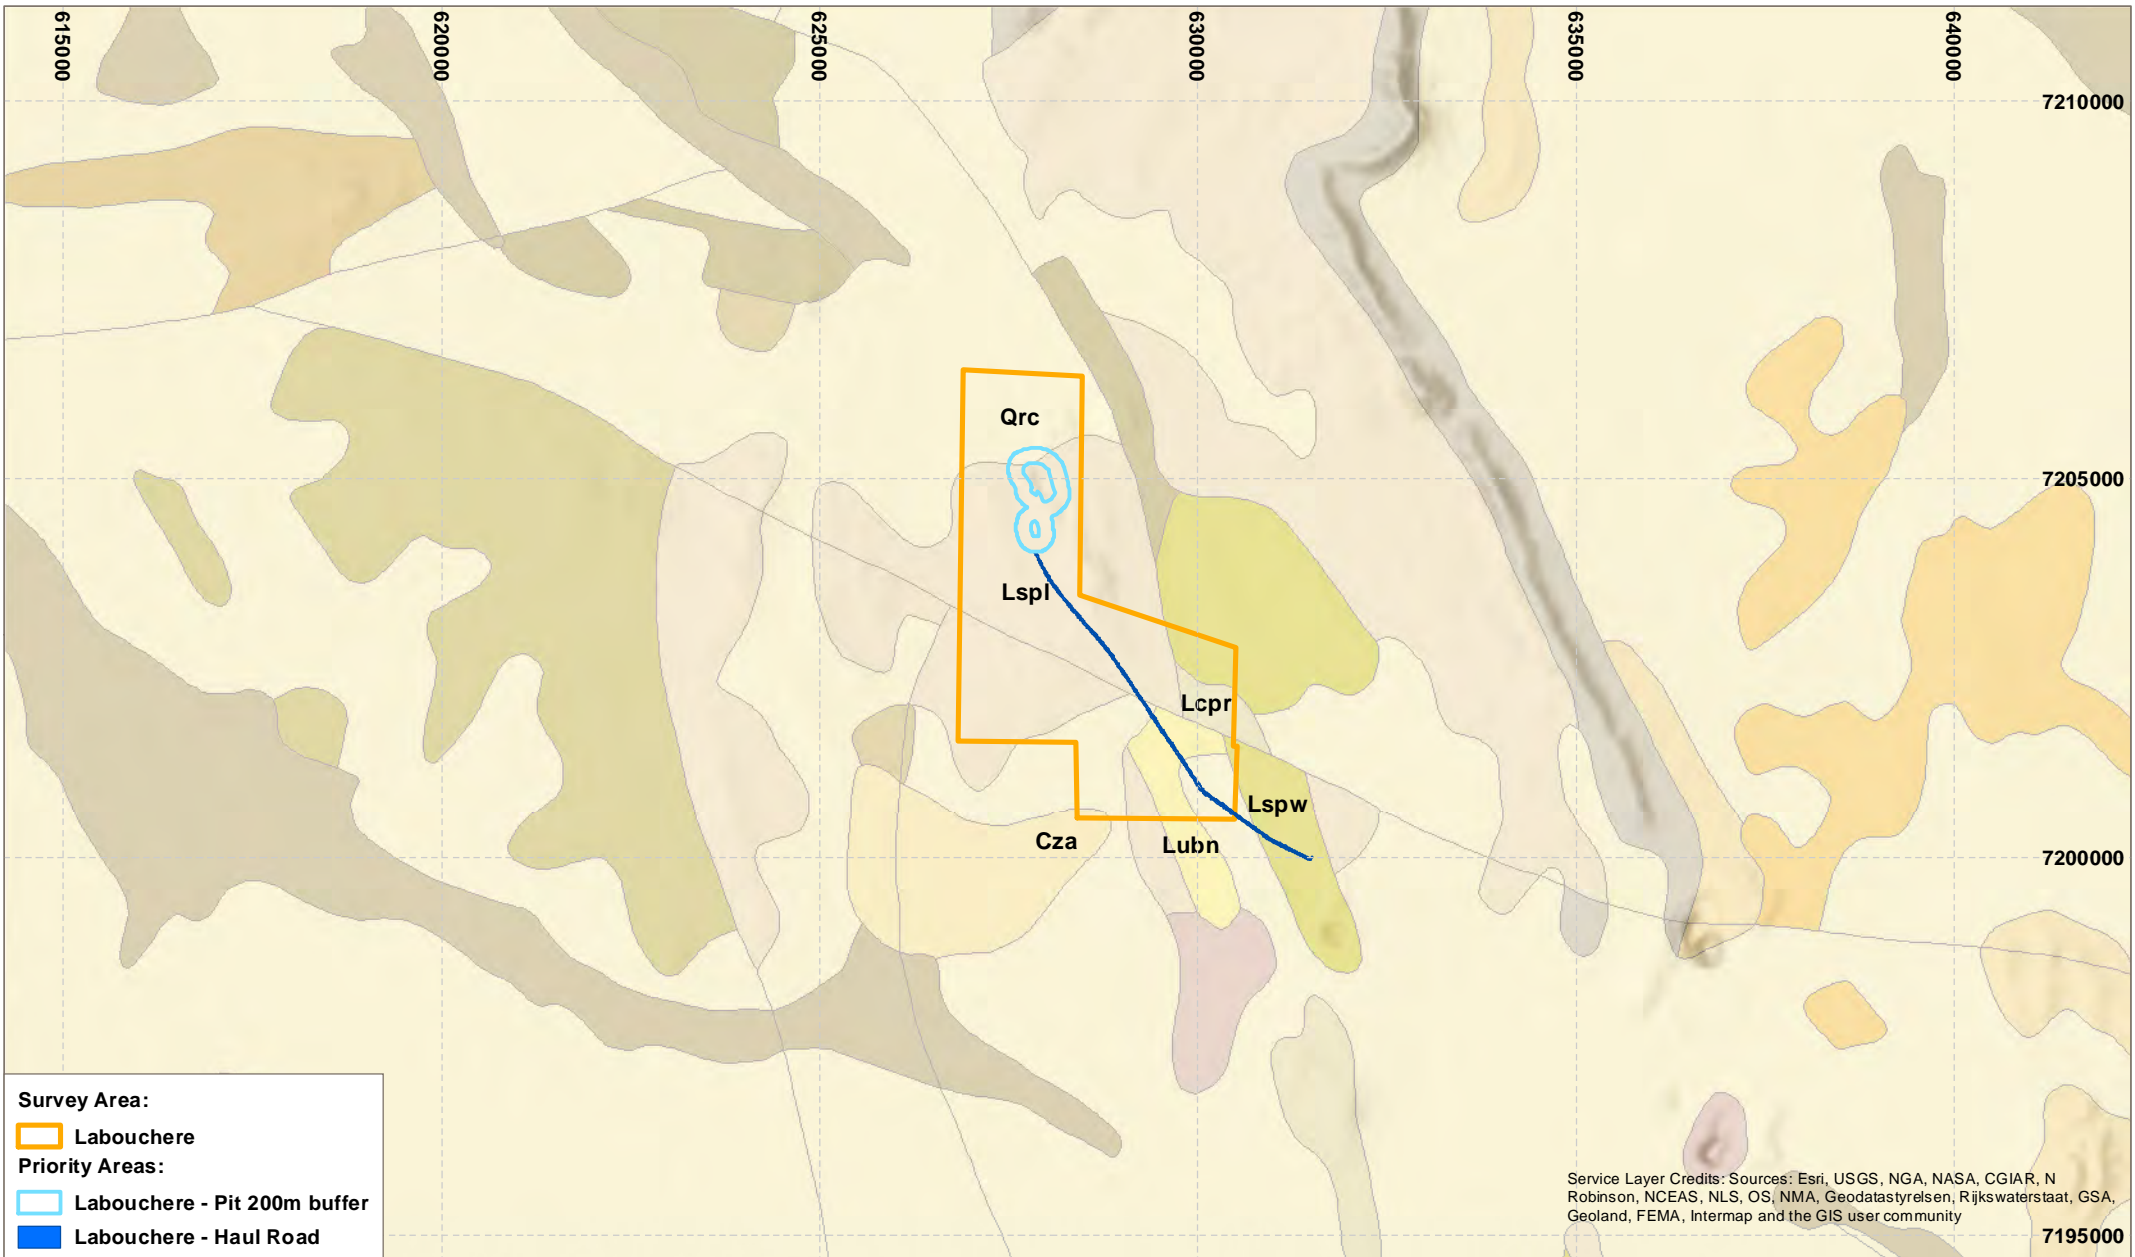 615000
620000
625000
630000
635000
640000
7210000
Qrc
7205000
Lspl
Lcpr
Lspw
Cza
Lubn
7200000
Survey Area:
Labouchere
Priority Areas:
Labouchere - Pit 200m buffer
Labouchere - Haul Road
Service Layer Credits: Sources: Esri, USGS, NGA, NASA, CGIAR, N
Robinson, NCEAS, NLS, OS, NMA, Geodatastyrelsen, Rijkswaterstaat, GSA,
Geoland, FEMA, Intermap and the GIS user community
7195000